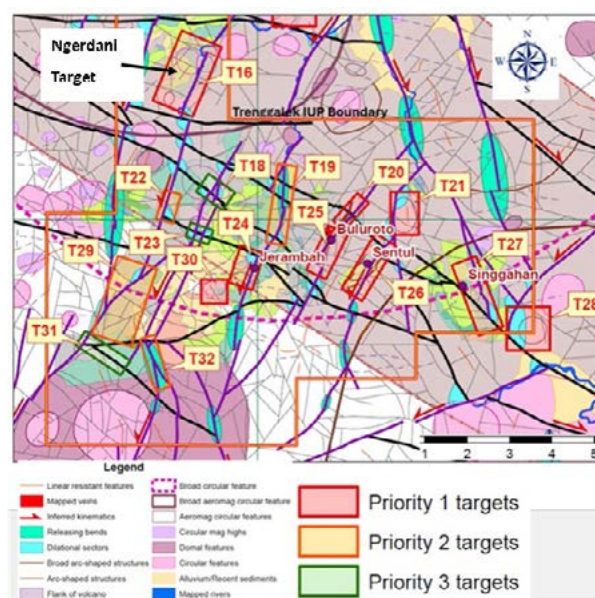 Ngerdani
Target
T16
N
W
E
S
Trenggalek IUP Boundary
T22
T18
T19
T20
T21
T24
T25
Buluroto
T29
T23
T30
Jerambah
Sentul
T27
Singgahan
T26
T28
T31
T32
1 2 3 4 5
Legend
Linear resistant features
Mapped veins
Inferred kinematics
Releasing bends
Dilational sectors
Broad arc-shaped structures
Arc-shaped structures
Flank of volcano
Broad circular feature
Broad aeromag circular feature
Aeromag circular features
Circular mag highs
Domal features
Circular features
Alluvium/Recent sediments
Mapped rivers
Priority 1 targets
Priority 2 targets
Priority 3 targets